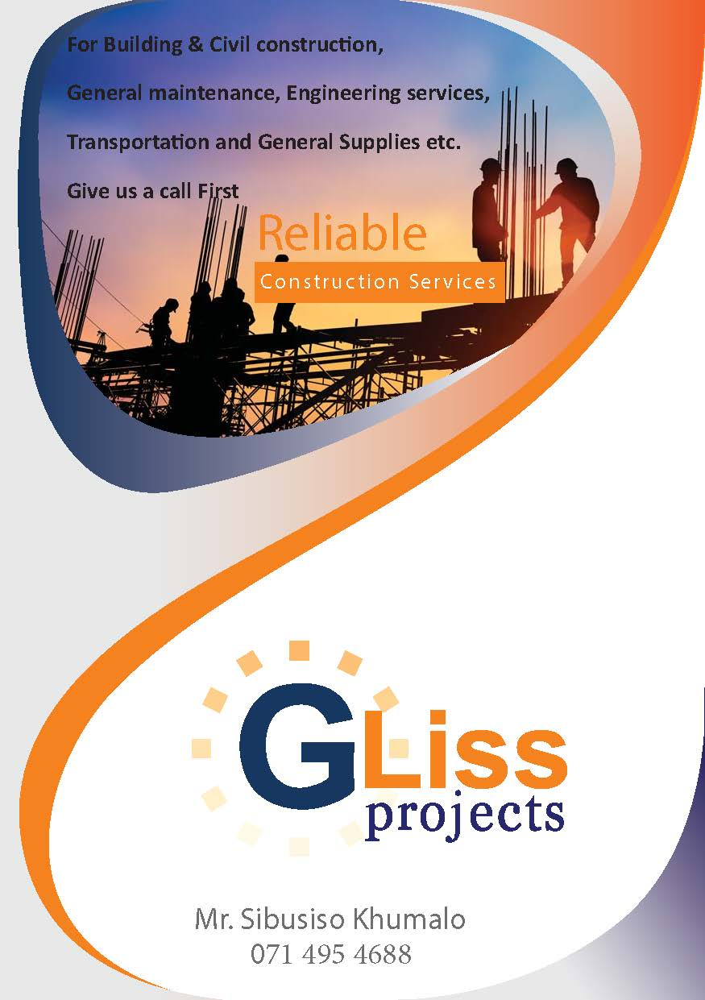 For Building & Civil construction,
General maintenance, Engineering services,
Transportation and General Supplies etc.
Give us a call First
Reliable
Construction Services
GLiss
projects
Mr. Sibusiso Khumalo
071 495 4688